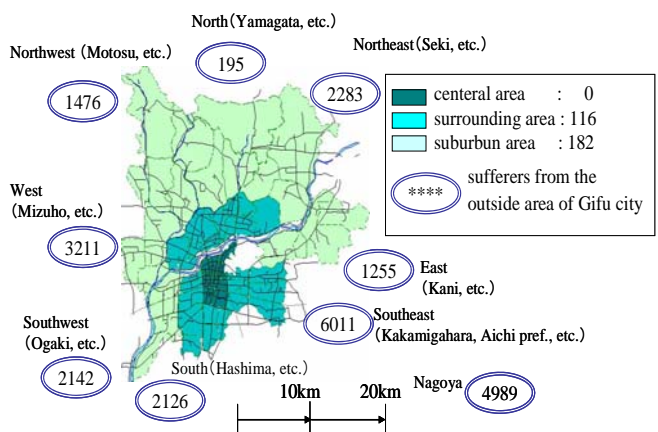 North(Yamagata, etc.)
195
Northwest (Motosu, etc.)
1476
Northeast(Seki, etc.)
2283
centeral area : 0
surrounding area : 116
suburbun area : 182
**** sufferers from the
outside area of Gifu city
West
(Mizuho, etc.)
3211
1255
East
(Kani, etc.)
6011
Southeast
(Kakamigahara, Aichi pref., etc.)
Southwest
(Ogaki, etc.)
2142
South(Hashima, etc.)
2126
10km
20km
Nagoya
4989